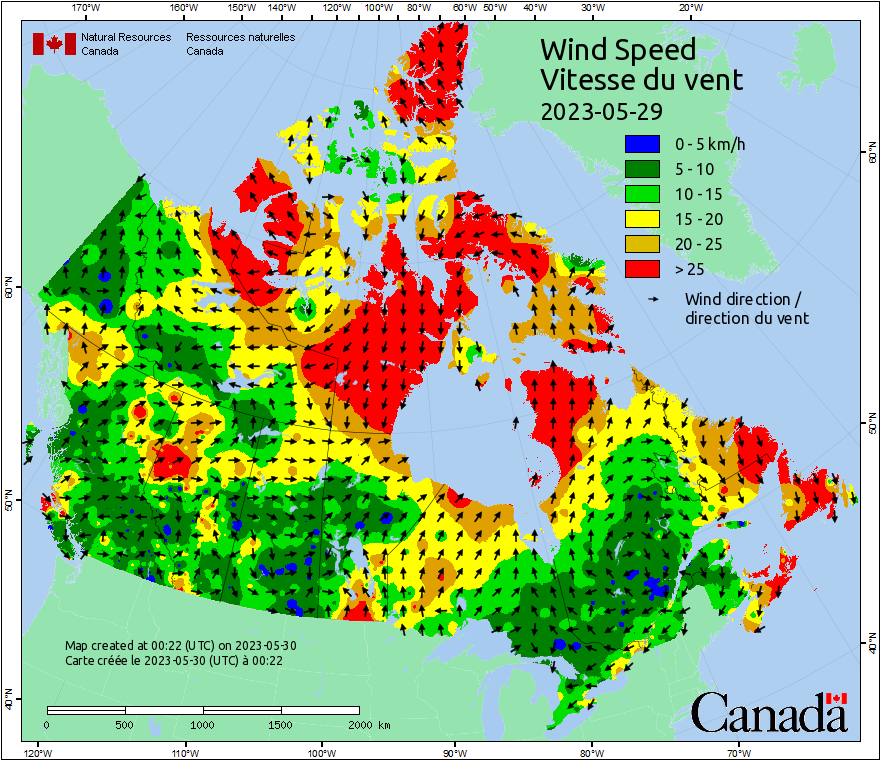 170°W 160°W 150°W 140°W 120°W 100°W 80°W 60°W 50°W 40°W 30°W 20°W
Natural Resources Ressources naturelles
Canada Canada
Wind Speed
Vitesse du vent
2023-05-29
0 - 5 km/h
5 - 10
10 - 15
15 - 20
20 - 25
> 25
Wind direction /
direction du vent
60°N
60°N
50°N
50°N
40°N
40°N
Map created at 00:22 (UTC) on 2023-05-30
Carte créée le 2023-05-30 (UTC) à 00:22
0 500 1000 1500 2000 km
Canada
120°W 110°W 100°W 90°W 80°W 70°W